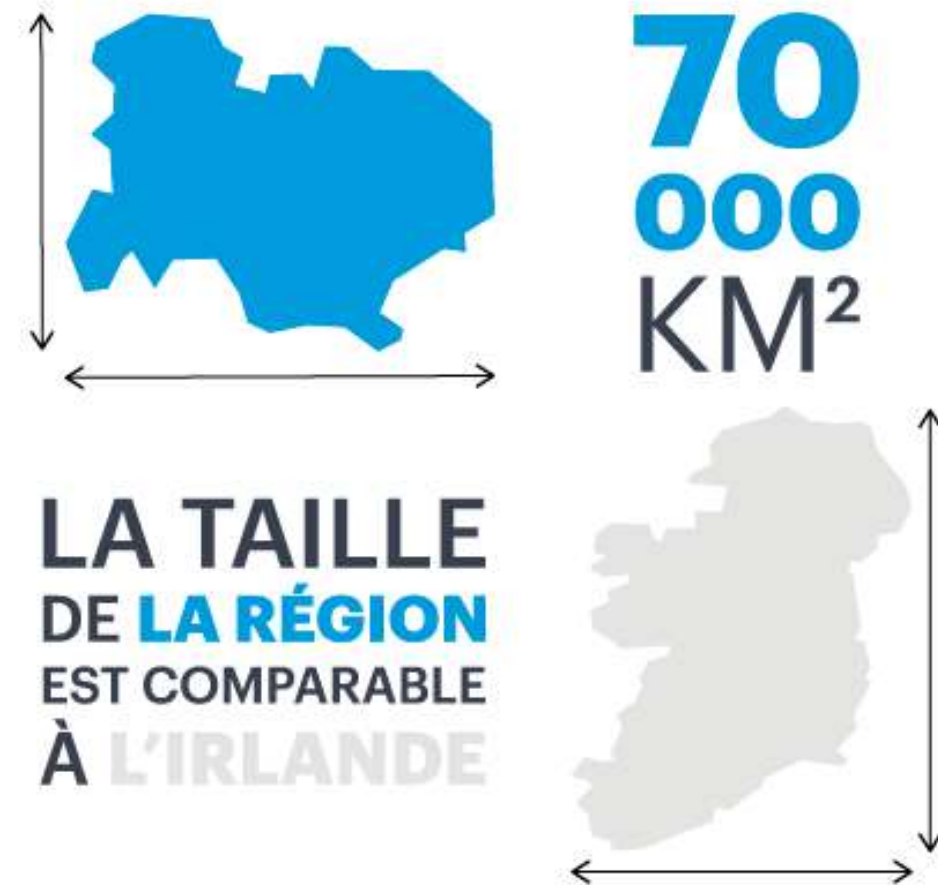 70
000
KM²
LA TAILLE
DE LA RÉGION
EST COMPARABLE
À L'IRLANDE